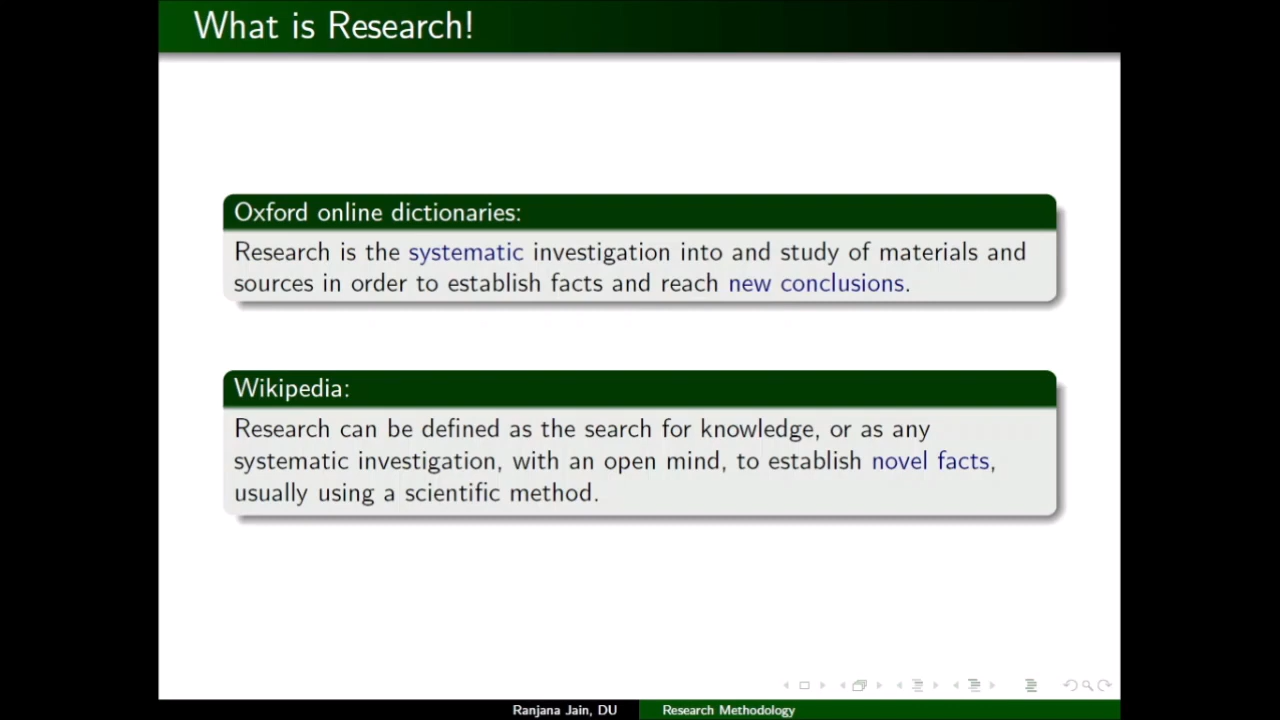 What is Research!
Oxford online dictionaries:
Research is the systematic investigation into and study of materials and
sources in order to establish facts and reach new conclusions.
Wikipedia:
Research can be defined as the search for knowledge, or as any
systematic investigation, with an open mind, to establish novel facts,
usually using a scientific method.
Ranjana Jain, DU
Research Methodology